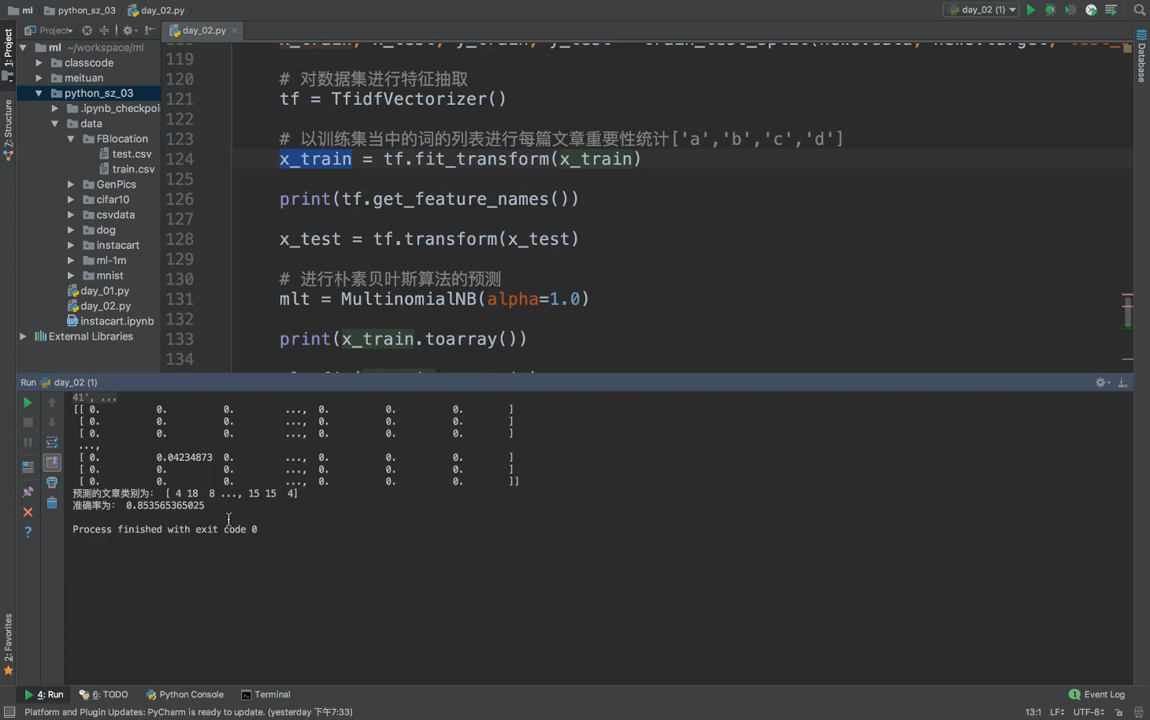 ml
python_sz_03
day_02.py
day_02 (1)
Project
day_02.py
1: Project
Z: Structure
2: Favorites
Database
ml ~/workspace/ml
classcode
meituan
python_sz_03
.ipynb_checkpoi
data
FBlocation
test.csv
train.csv
GenPics
cifar10
csvdata
dog
instacart
ml-1m
mnist
day_01.py
day_02.py
instacart.ipynb
External Libraries
119
120 # 对数据集进行特征抽取
121 tf = TfidfVectorizer()
122
123 # 以训练集当中的词的列表进行每篇文章重要性统计['a','b','c','d']
124 x_train = tf.fit_transform(x_train)
125
126 print(tf.get_feature_names())
127
128 x_test = tf.transform(x_test)
129
130 # 进行朴素贝叶斯算法的预测
131 mlt = MultinomialNB(alpha=1.0)
132
133 print(x_train.toarray())
134
Run day_02 (1)
41', ...
[[ 0. 0. 0. ..., 0. 0. 0. ]
[ 0. 0. 0. ..., 0. 0. 0. ]
[ 0. 0. 0. ..., 0. 0. 0. ]
...,
[ 0. 0.04234873 0. ..., 0. 0. 0. ]
[ 0. 0. 0. ..., 0. 0. 0. ]
[ 0. 0. 0. ..., 0. 0. 0. ]]
预测的文章类别为: [ 4 18 8 ..., 15 15 4]
准确率为: 0.853565365025
Process finished with exit code 0
4: Run
6: TODO
Python Console
Terminal
1 Event Log
Platform and Plugin Updates: PyCharm is ready to update. (yesterday 下午7:33)
13:1 LF UTF-8